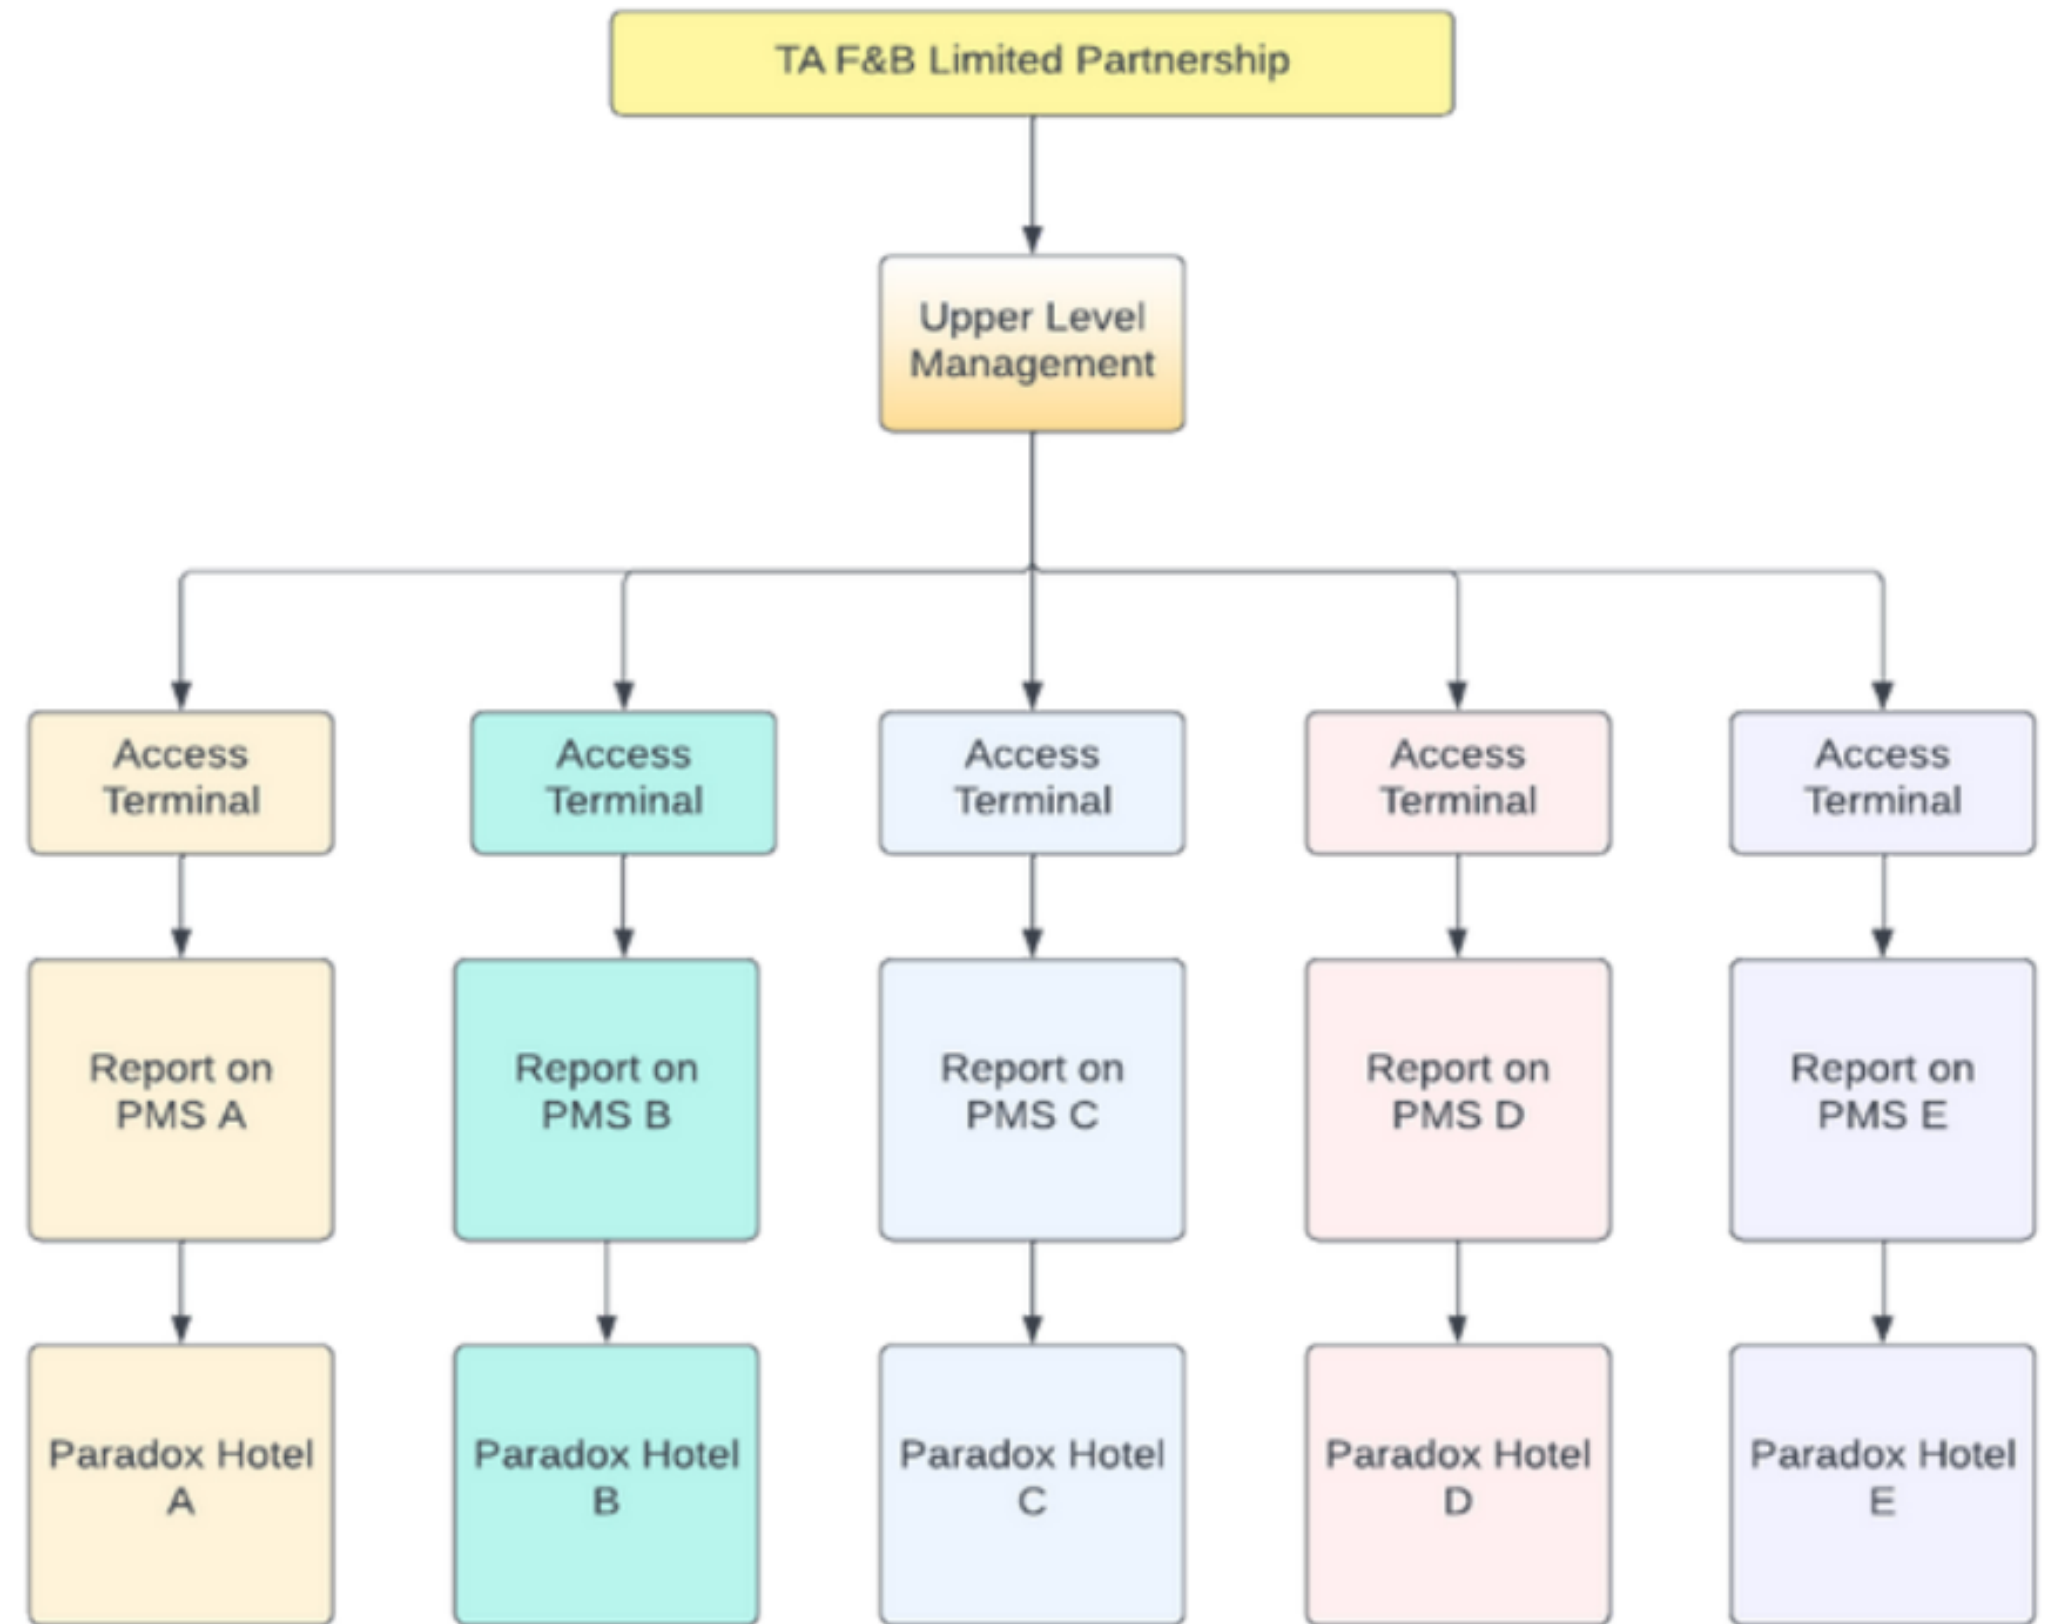 TA F&B Limited Partnership
Upper Level
Management
Access
Terminal
Access
Terminal
Access
Terminal
Access
Terminal
Access
Terminal
Report on
PMS A
Report on
PMS B
Report on
PMS C
Report on
PMS D
Report on
PMS E
Paradox Hotel
A
Paradox Hotel
B
Paradox Hotel
C
Paradox Hotel
D
Paradox Hotel
E